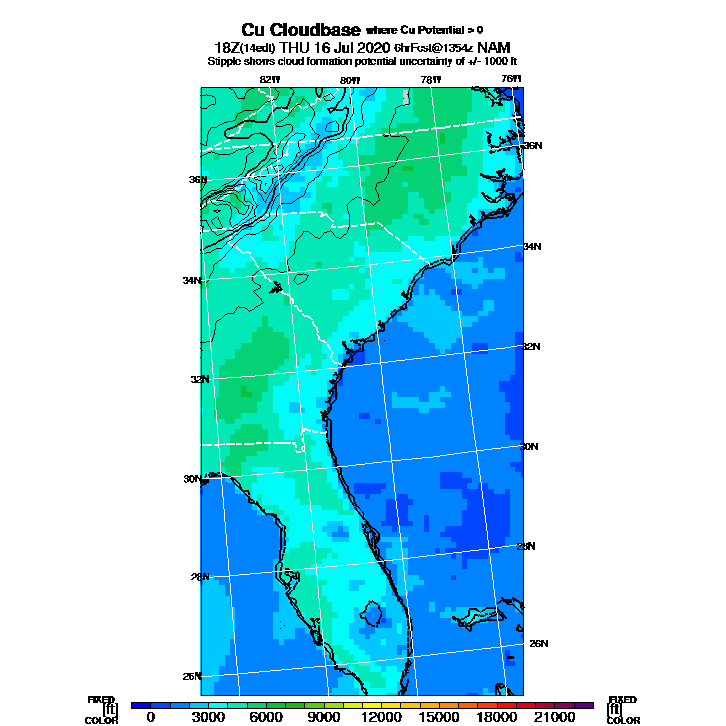 Cu Cloudbase where Cu Potential > 0
18Z(14edt) THU 16 Jul 2020 6hrFcst@1354z NAM
Stipple shows cloud formation potential uncertainty of +/- 1000 ft
82W 80W 78W 76W
36N
36N
34N
34N
32N
32N
30N
30N
28N
28N
26N
26N
FIXED FIXED
[ft] [ft]
COLOR COLOR
0 3000 6000 9000 12000 15000 18000 21000